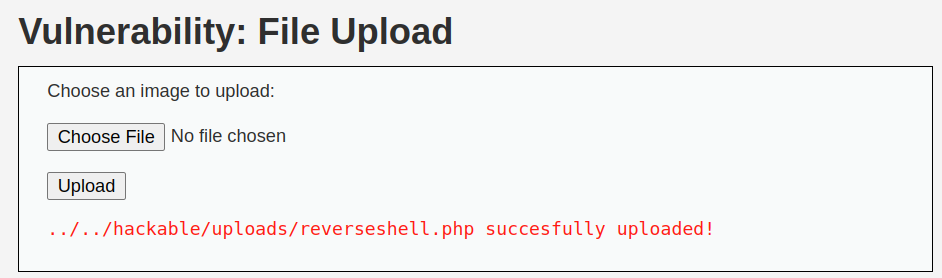 Vulnerability: File Upload
Choose an image to upload:
Choose File No file chosen
Upload
../../hackable/uploads/reverseshell.php succesfully uploaded!